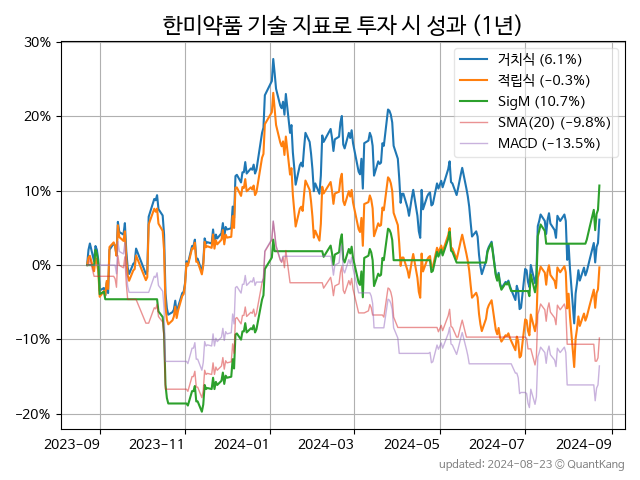 한미약품 기술 지표로 투자 시 성과 (1년)
30%
20%
10%
0%
−10%
−20%
거치식 (6.1%)
적립식 (−0.3%)
SigM (10.7%)
SMA(20) (−9.8%)
MACD (−13.5%)
2023-09 2023-11 2024-01 2024-03 2024-05 2024-07 2024-09
updated: 2024-08-23 ⓒ QuantKang